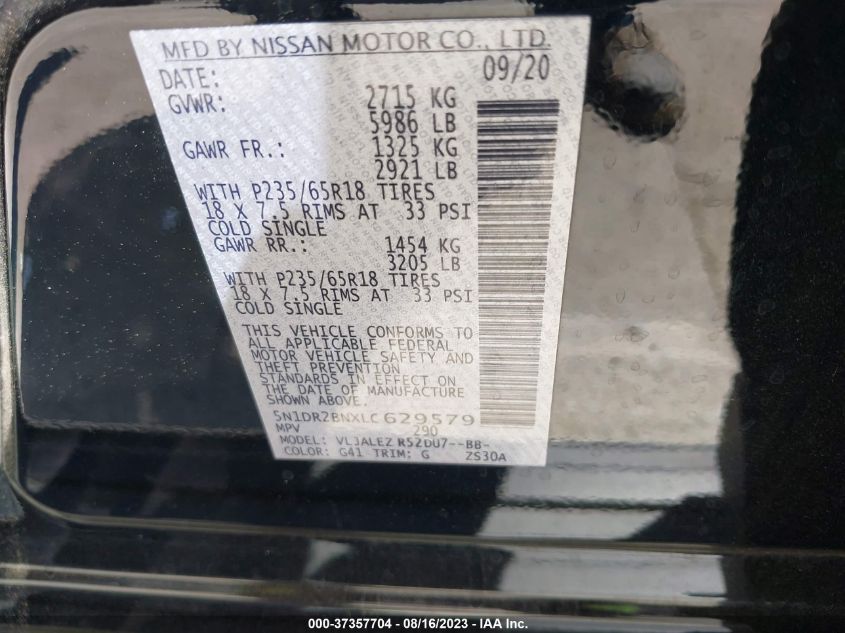 MFD BY NISSAN MOTOR CO., LTD.
DATE: 09/20
GVWR: 2715 KG
5986 LB
GAWR FR.: 1325 KG
2921 LB
WITH P235/65R18 TIRES
18 X 7.5 RIMS AT 33 PSI
COLD SINGLE
GAWR RR.: 1454 KG
3205 LB
WITH P235/65R18 TIRES
18 X 7.5 RIMS AT 33 PSI
COLD SINGLE
THIS VEHICLE CONFORMS TO
ALL APPLICABLE FEDERAL
MOTOR VEHICLE SAFETY AND
THEFT PREVENTION
STANDARDS IN EFFECT ON
THE DATE OF MANUFACTURE
SHOWN ABOVE.
5N1DR2BNXLC629579
MPV 290
MODEL: VLJALEZ R52DU7--BB-
COLOR: G41 TRIM: G ZS30A
000-37357704 - 08/16/2023 - IAA Inc.